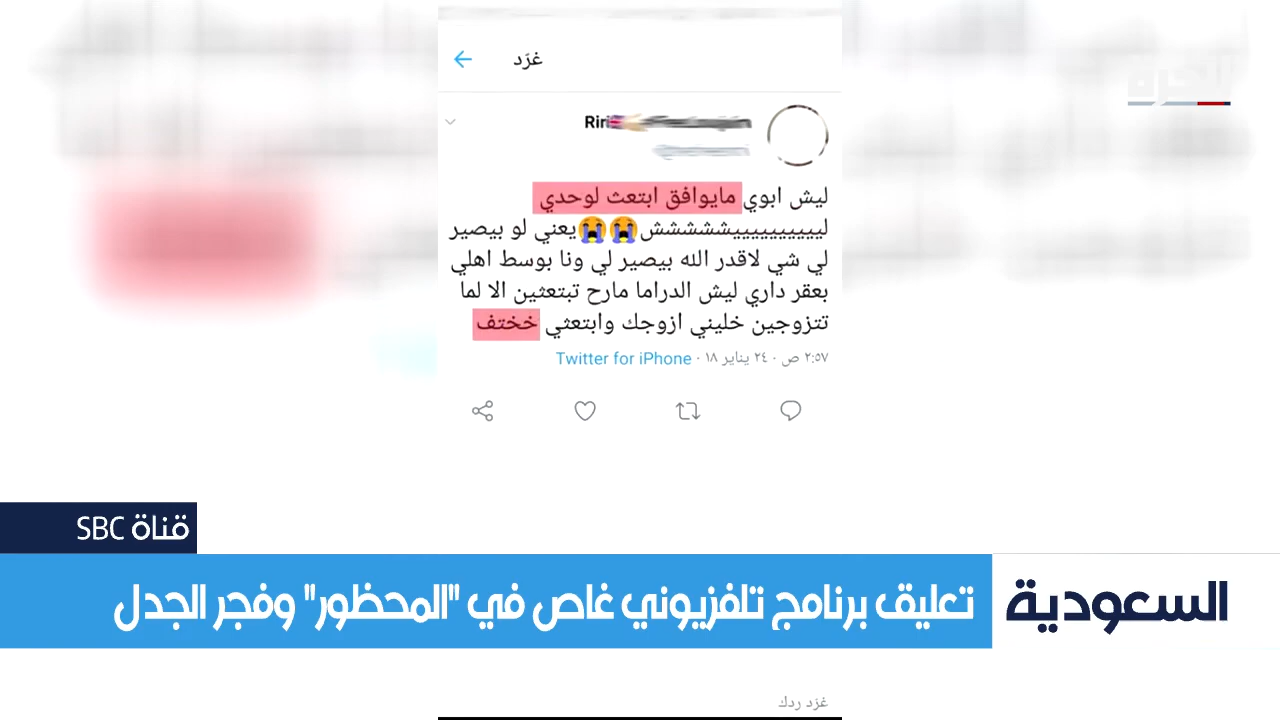 غرّد
الحرة
Riri
ليش ابوي مايوافق ابتعث لوحدي
ليييييييييييشششششش😭😭يعني لو بيصير
لي شي لاقدر الله بيصير لي ونا بوسط اهلي
بعقر داري ليش الدراما مارح تبتعثين الا لما
تتزوجين خليني ازوجك وابتعثي خختف
٢:٥٧ ص · ٢٤ يناير ١٨ · Twitter for iPhone
قناة SBC
السعودية
تعليق برنامج تلفزيوني غاص في "المحظور" وفجر الجدل
غرّد ردك